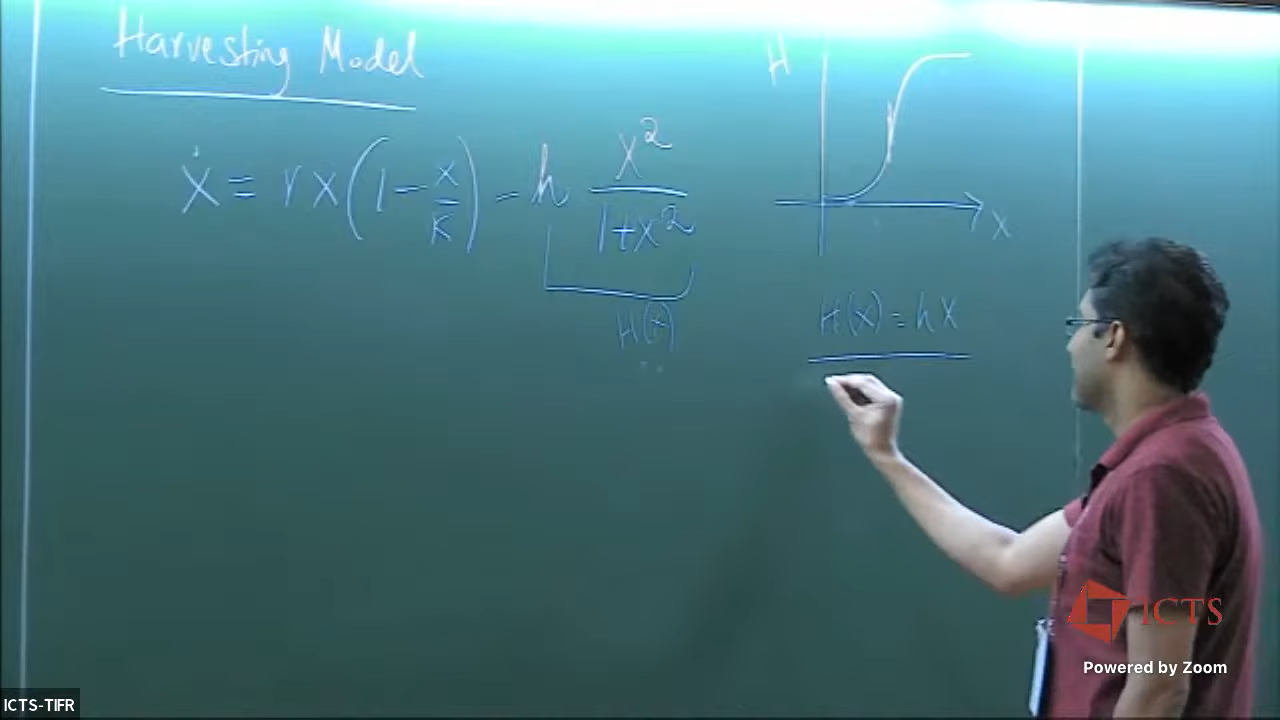 Harvesting Model
ẋ = rx(1 - x/K) - h x²/(1+x²)
H(x)
H
x
H(x) = hx
ICTS
Powered by Zoom
ICTS-TIFR